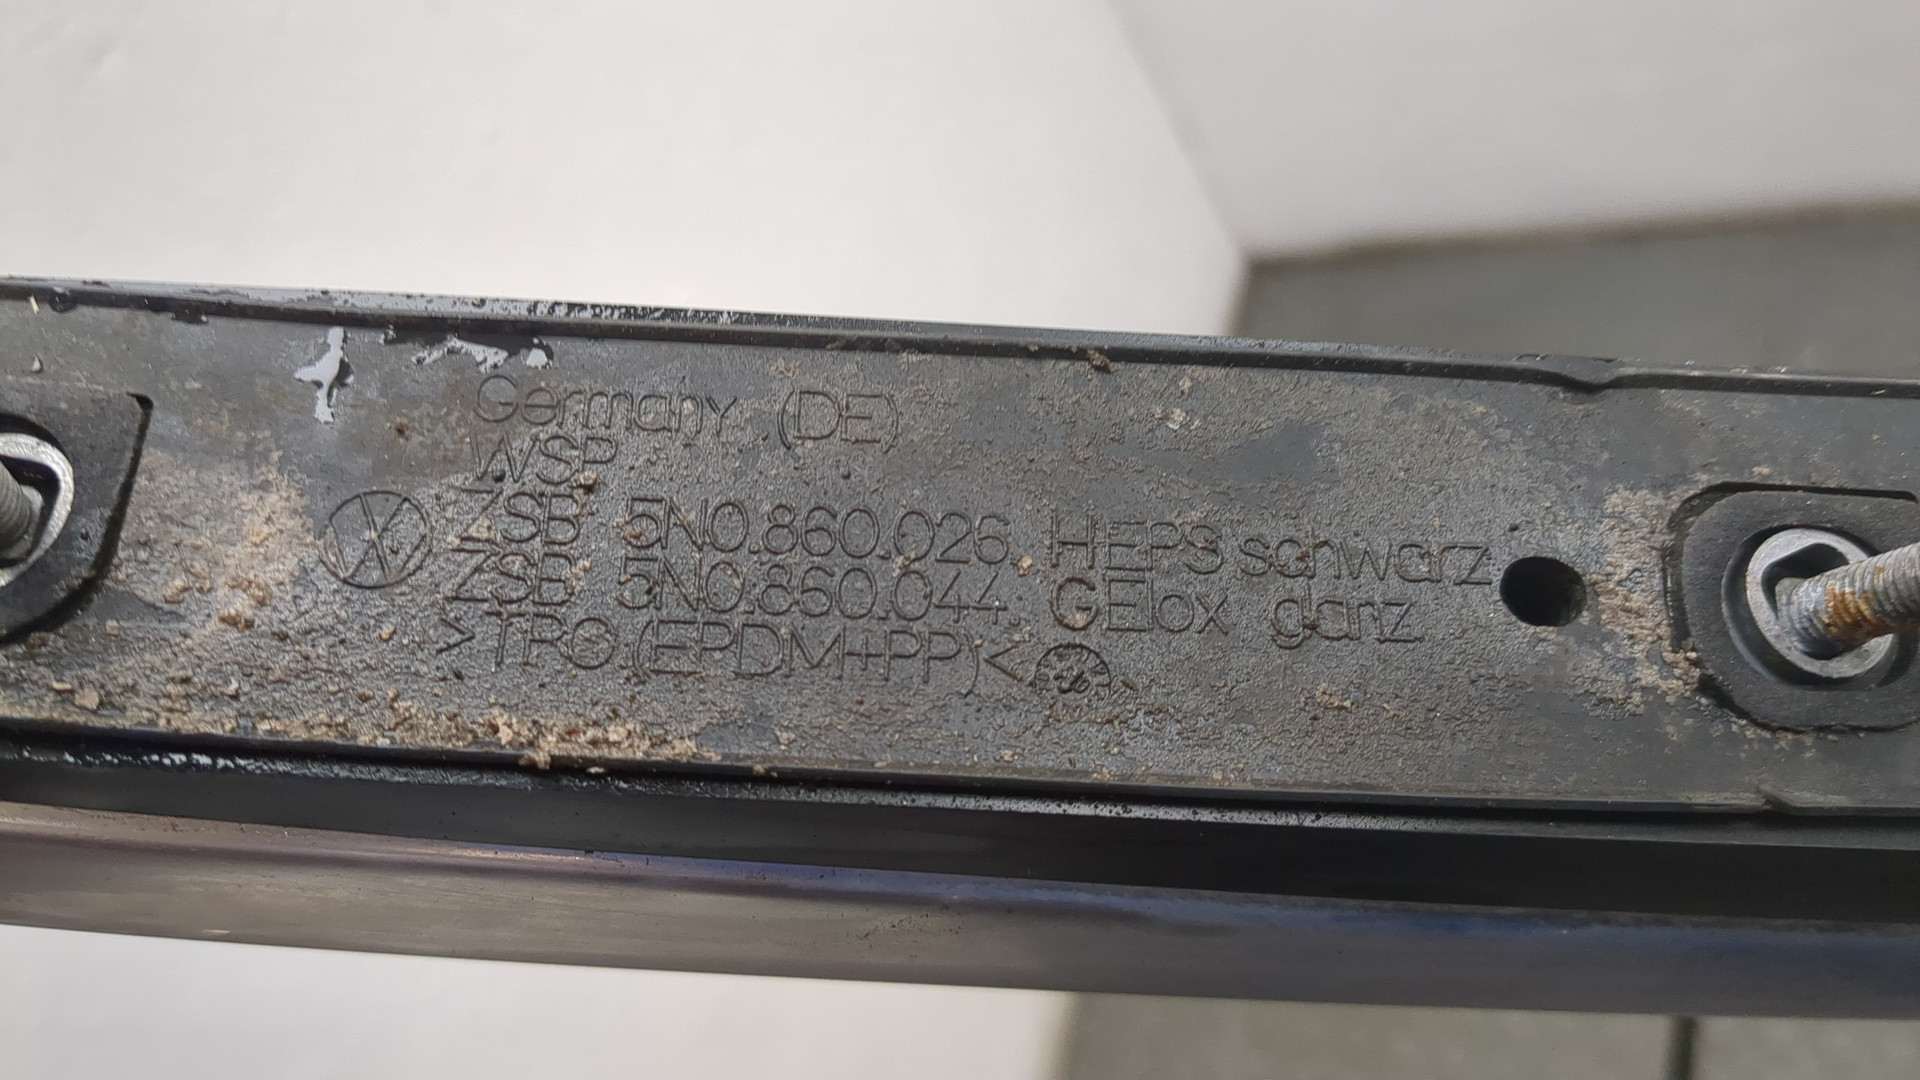 Germany (DE)
WSP
ZSB 5N0.860.026 HEPS schwarz
ZSB 5N0.860.044 GElox glanz
>TPO (EPDM+PP)<